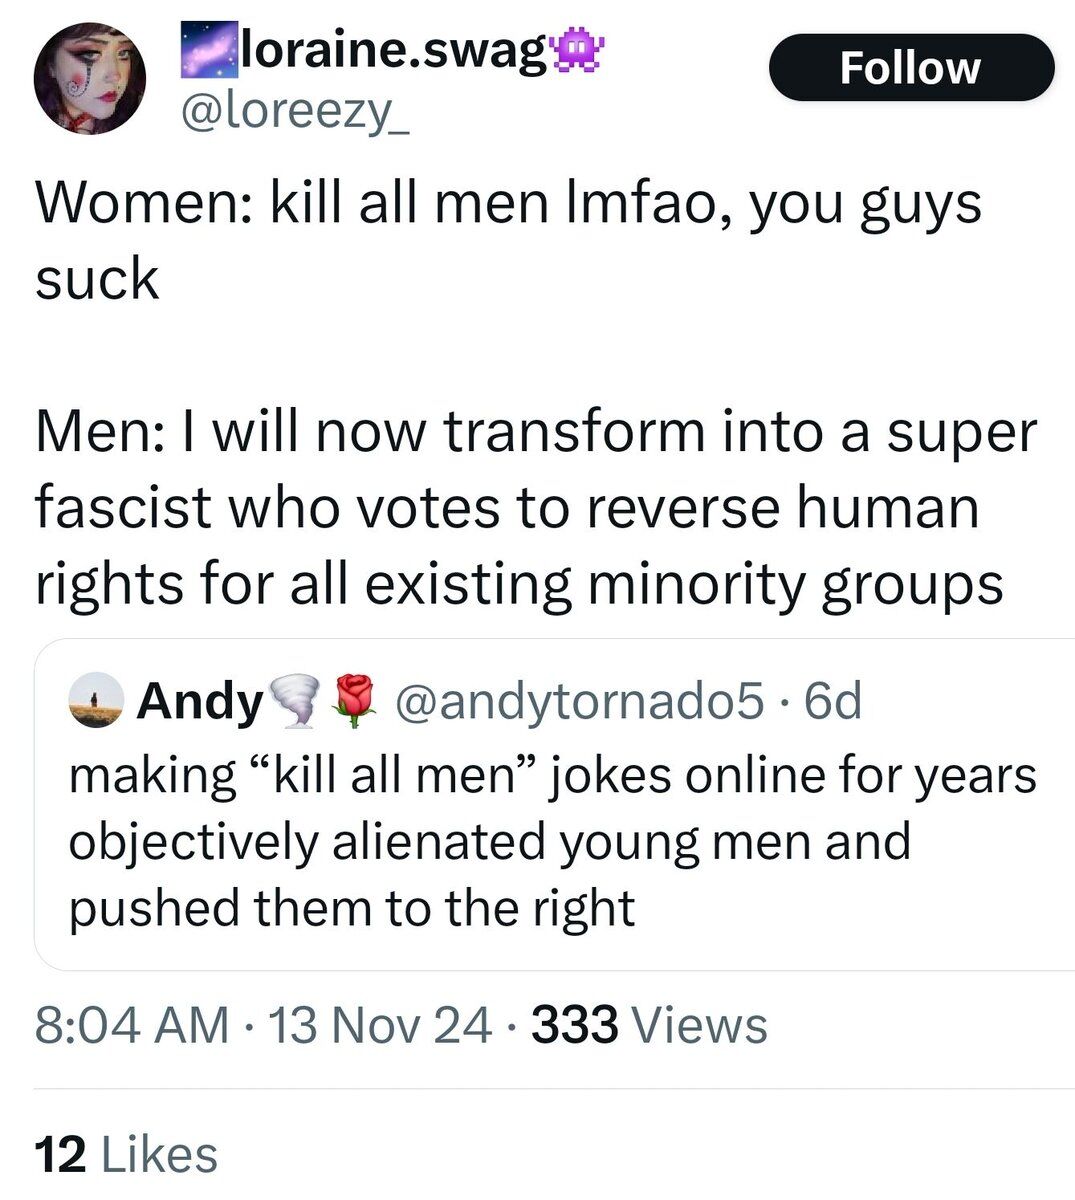 🌌loraine.swag👾
Follow
@loreezy_
Women: kill all men lmfao, you guys
suck
Men: I will now transform into a super
fascist who votes to reverse human
rights for all existing minority groups
Andy🌪️🌹 @andytornado5 · 6d
making “kill all men” jokes online for years
objectively alienated young men and
pushed them to the right
8:04 AM · 13 Nov 24 · 333 Views
12 Likes